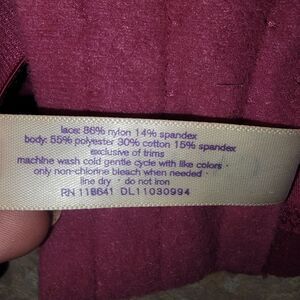 lace: 86% nylon 14% spandex
body: 55% polyester 30% cotton 15% spandex
exclusive of trims
machine wash cold gentle cycle with like colors ·
only non-chlorine bleach when needed ·
line dry · do not iron
RN 118641 DL11030994